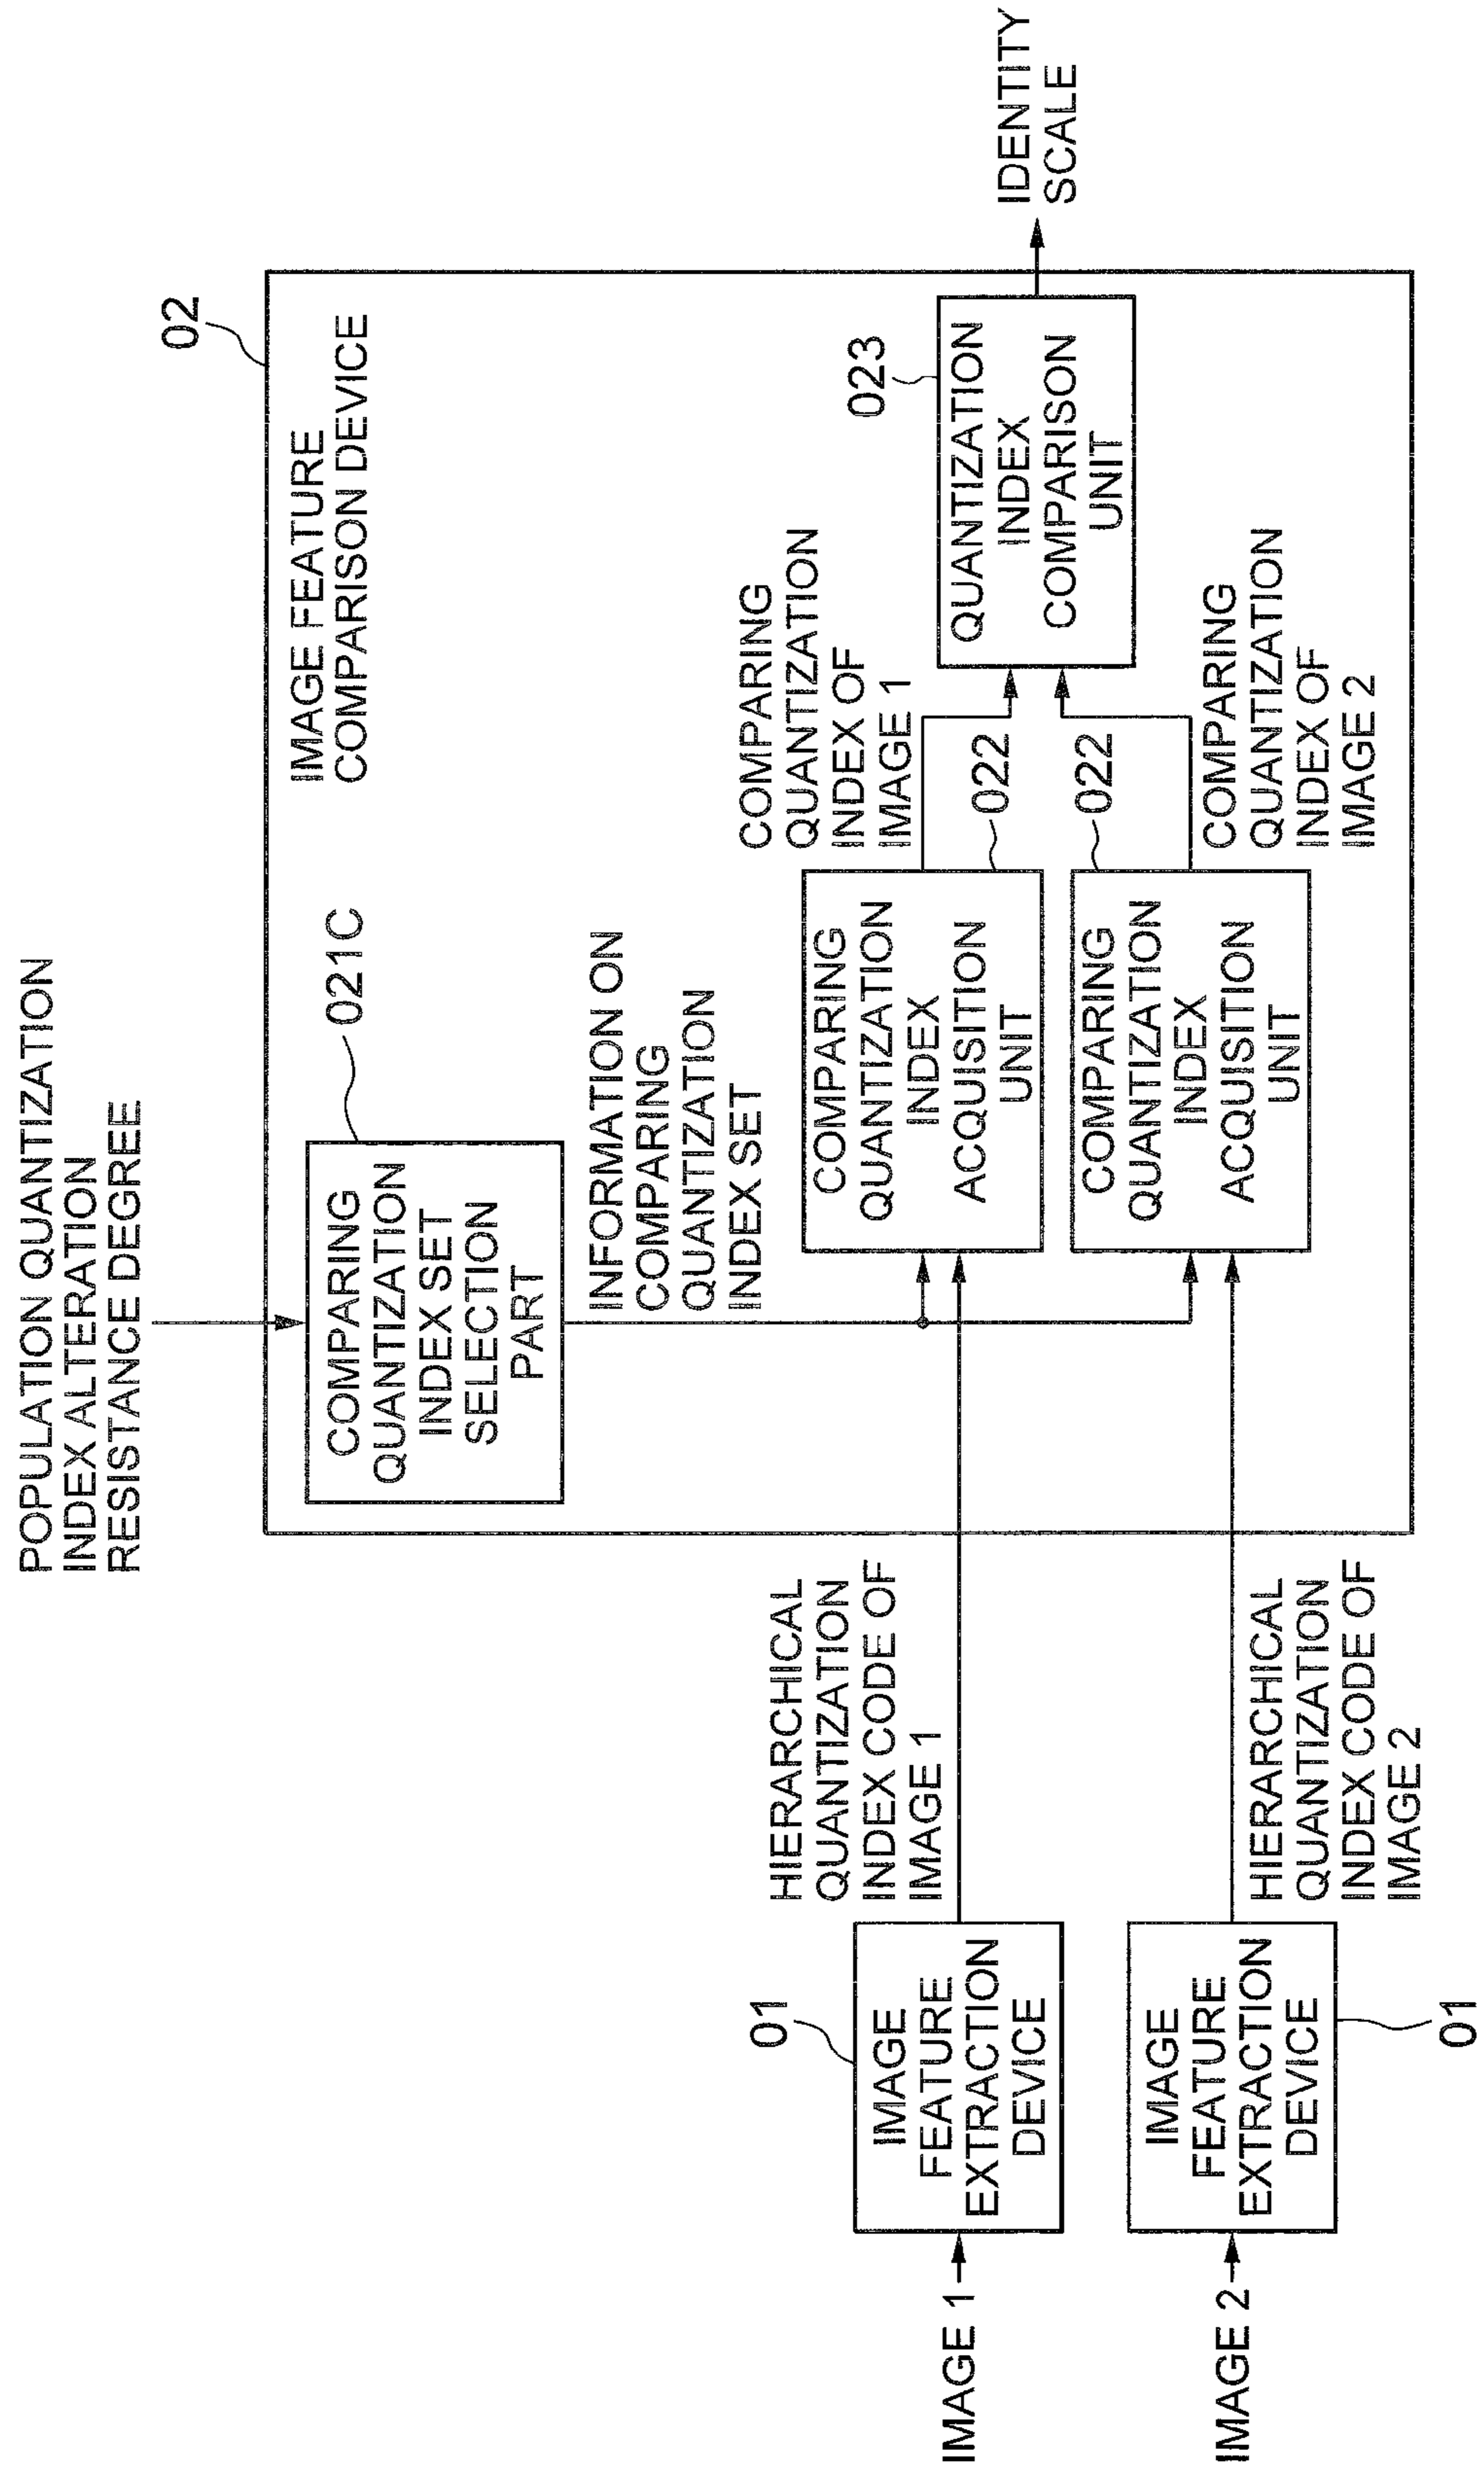 POPULATION QUANTIZATION
INDEX ALTERATION
RESISTANCE DEGREE
02
IMAGE FEATURE
COMPARISON DEVICE
021C
COMPARING
QUANTIZATION
INDEX SET
SELECTION
PART
INFORMATION ON
COMPARING
QUANTIZATION
INDEX SET
HIERARCHICAL
QUANTIZATION
INDEX CODE OF
IMAGE 1
01
IMAGE
FEATURE
EXTRACTION
DEVICE
IMAGE 1
COMPARING
QUANTIZATION
INDEX
ACQUISITION
UNIT
022
COMPARING
QUANTIZATION
INDEX OF
IMAGE 1
023
QUANTIZATION
INDEX
COMPARISON
UNIT
IDENTITY
SCALE
IMAGE 2
IMAGE
FEATURE
EXTRACTION
DEVICE
01
HIERARCHICAL
QUANTIZATION
INDEX CODE OF
IMAGE 2
COMPARING
QUANTIZATION
INDEX
ACQUISITION
UNIT
022
COMPARING
QUANTIZATION
INDEX OF
IMAGE 2